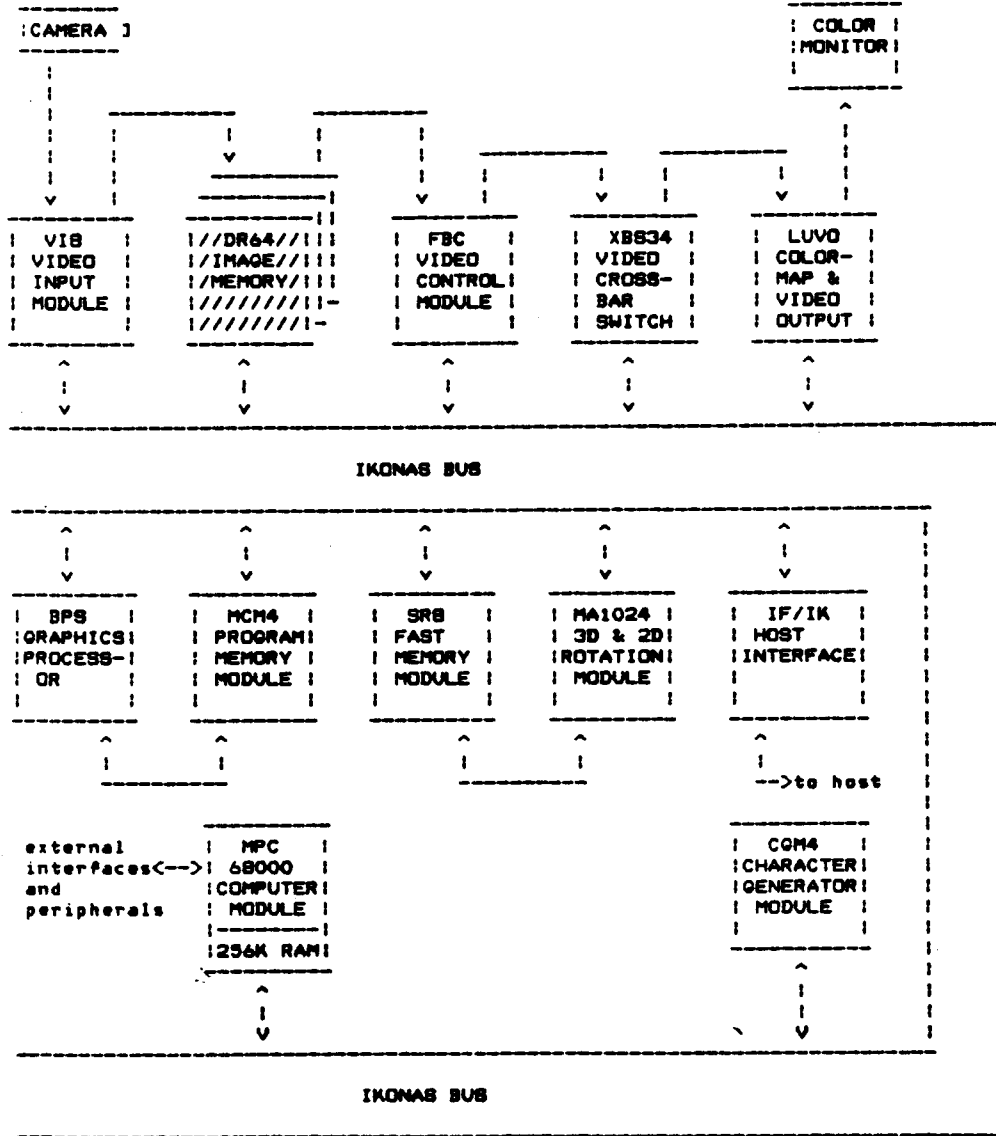 CAMERA
COLOR
MONITOR
VI8
VIDEO
INPUT
MODULE
DR64
IMAGE
MEMORY
FBC
VIDEO
CONTROL
MODULE
XBS34
VIDEO
CROSS-
BAR
SWITCH
LUVO
COLOR-
MAP &
VIDEO
OUTPUT
IKONAS BUS
BPS
GRAPHICS
PROCESS-
OR
MCM4
PROGRAM
MEMORY
MODULE
SR8
FAST
MEMORY
MODULE
MA1024
3D & 2D
ROTATION
MODULE
IF/IK
HOST
INTERFACE
-->to host
external
interfaces<-->
and
peripherals
MPC
68000
COMPUTER
MODULE
256K RAM
CGM4
CHARACTER
GENERATOR
MODULE
IKONAS BUS